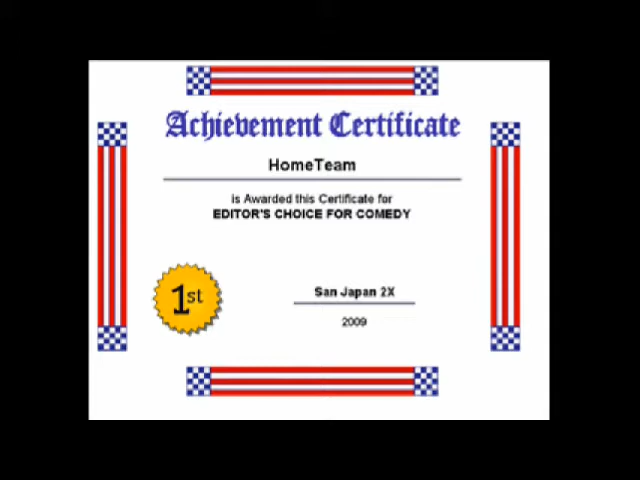 Achievement Certificate
HomeTeam
is Awarded this Certificate for
EDITOR'S CHOICE FOR COMEDY
1st
San Japan 2X
2009